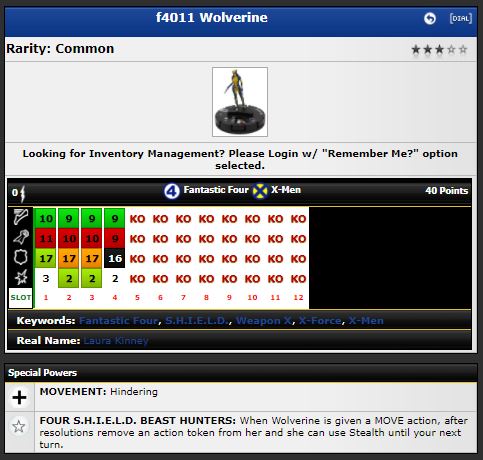 f4011 Wolverine
[DIAL]
Rarity: Common
Looking for Inventory Management? Please Login w/ "Remember Me?" option
selected.
0 4 Fantastic Four X-Men 40 Points
10 9 9 9 KO KO KO KO KO KO KO KO
11 10 10 9 KO KO KO KO KO KO KO KO
17 17 17 16 KO KO KO KO KO KO KO KO
3 2 2 2 KO KO KO KO KO KO KO KO
SLOT 1 2 3 4 5 6 7 8 9 10 11 12
Keywords: Fantastic Four, S.H.I.E.L.D., Weapon X, X-Force, X-Men
Real Name: Laura Kinney
Special Powers
MOVEMENT: Hindering
FOUR S.H.I.E.L.D. BEAST HUNTERS: When Wolverine is given a MOVE action, after
resolutions remove an action token from her and she can use Stealth until your next
turn.